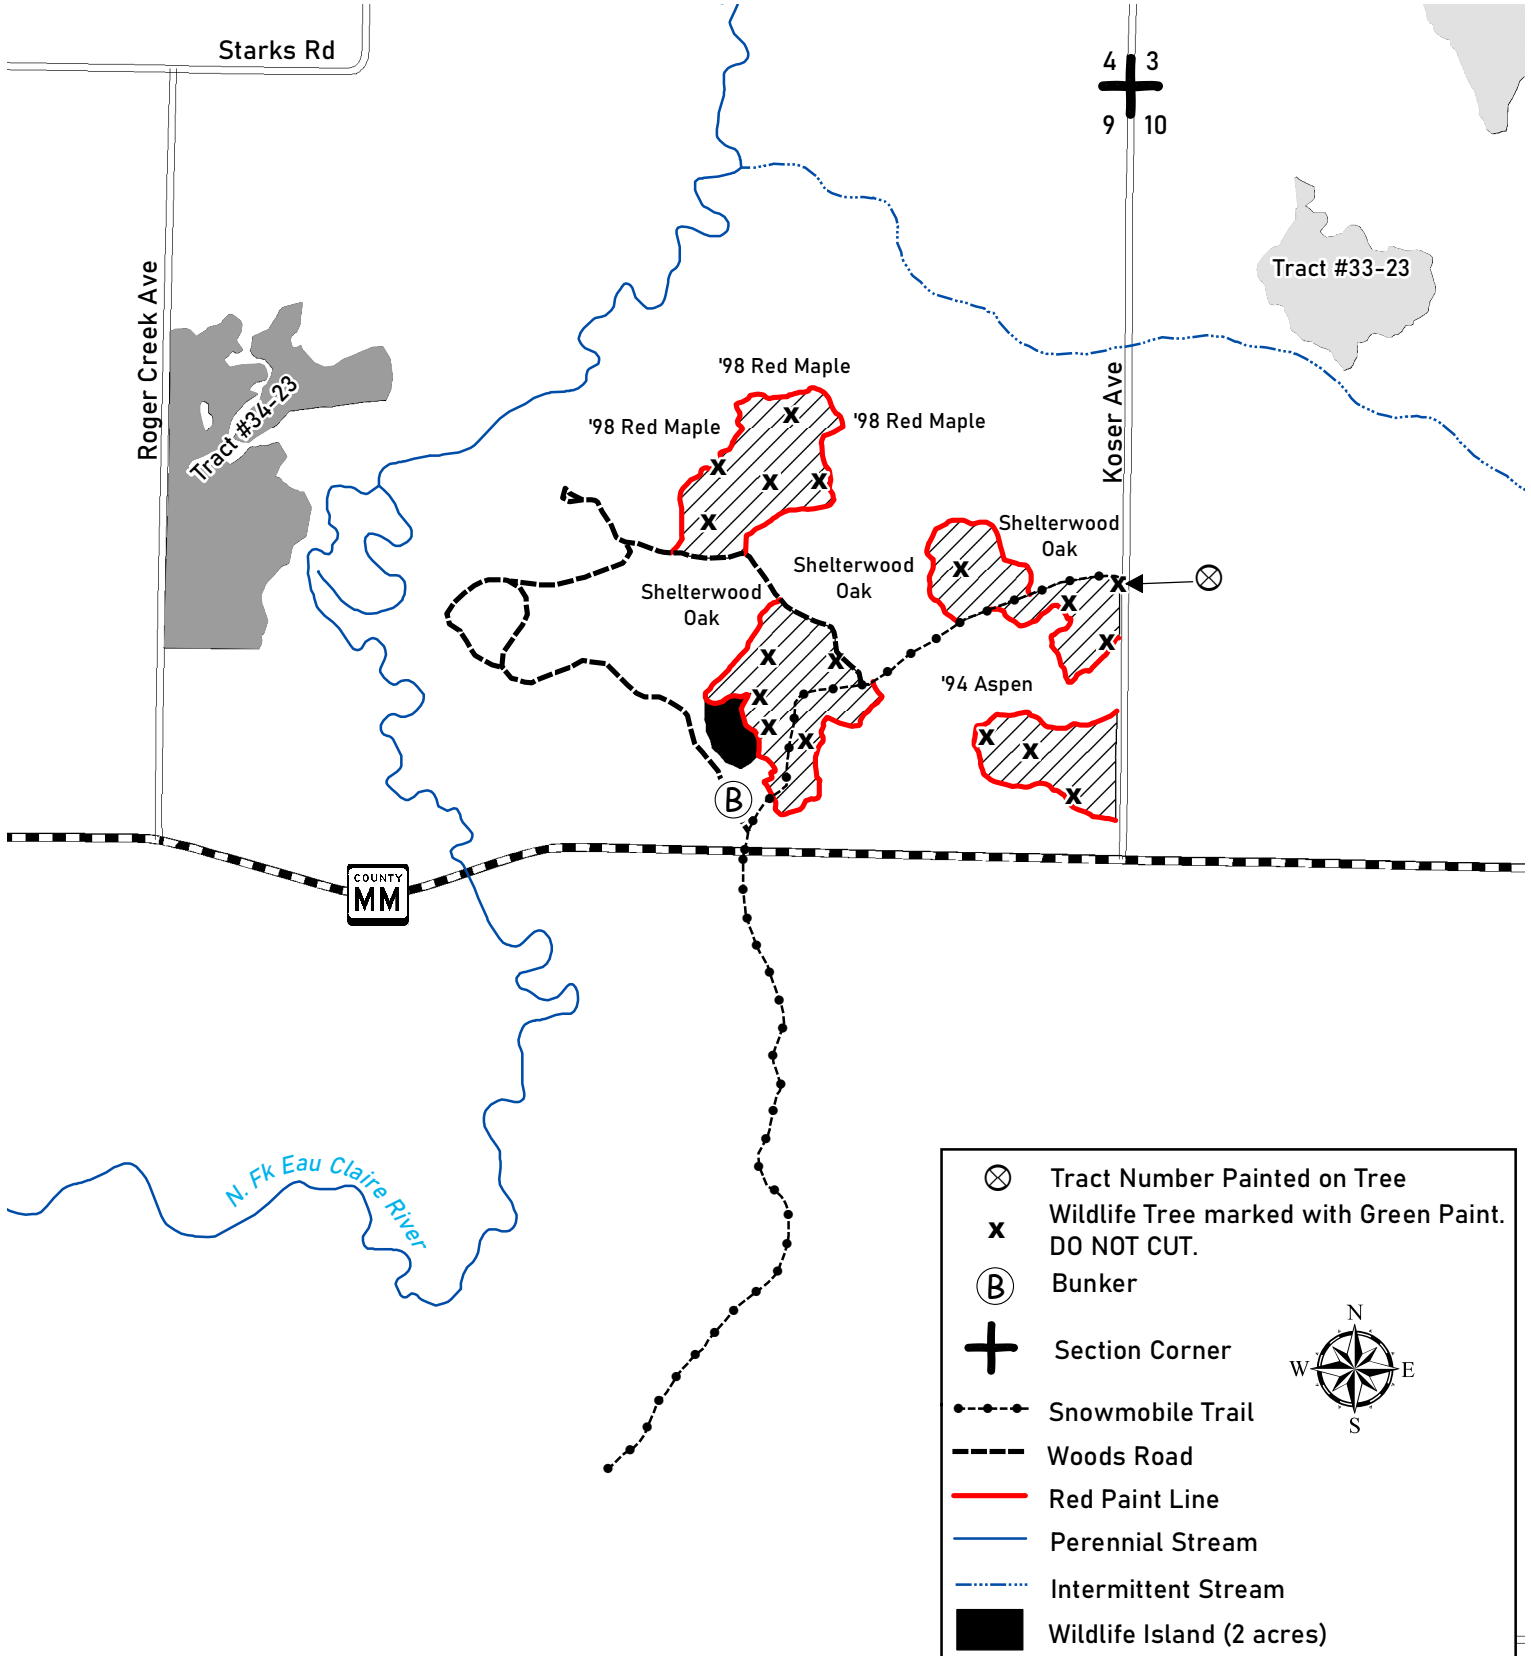 Starks Rd
4 3
9 10
Roger Creek Ave
Tract #33-23
Tract #34-23
'98 Red Maple
'98 Red Maple
'98 Red Maple
Koser Ave
x
x
x
x
x
Shelterwood
Oak
Shelterwood
Oak
Shelterwood
Oak
x
x
x
x
x
x
x
x
x
x
'94 Aspen
x
x
x
B
COUNTY
MM
N. Fk Eau Claire River
Tract Number Painted on Tree
x Wildlife Tree marked with Green Paint.
DO NOT CUT.
B Bunker
Section Corner
N
W E
S
Snowmobile Trail
Woods Road
Red Paint Line
Perennial Stream
Intermittent Stream
Wildlife Island (2 acres)